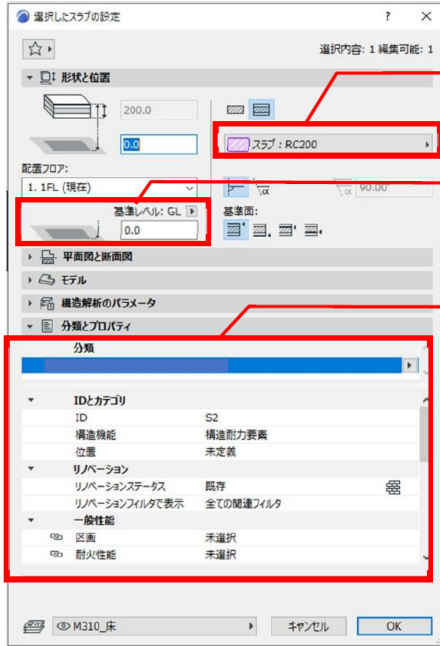 選択したスラブの設定
選択内容: 1 編集可能: 1
形状と位置
200.0
0.0
スラブ : RC200
配置フロア:
1. 1FL (現在)
90.00°
基準レベル: GL
基準面:
0.0
平面図と断面図
モデル
構造解析のパラメータ
分類とプロパティ
分類
IDとカテゴリ
ID S2
構造機能 構造耐力要素
位置 未定義
リノベーション
リノベーションステータス 既存
リノベーションフィルタで表示 全ての関連フィルタ
一般性能
区画 未選択
耐火性能 未選択
M310_床
キャンセル
OK